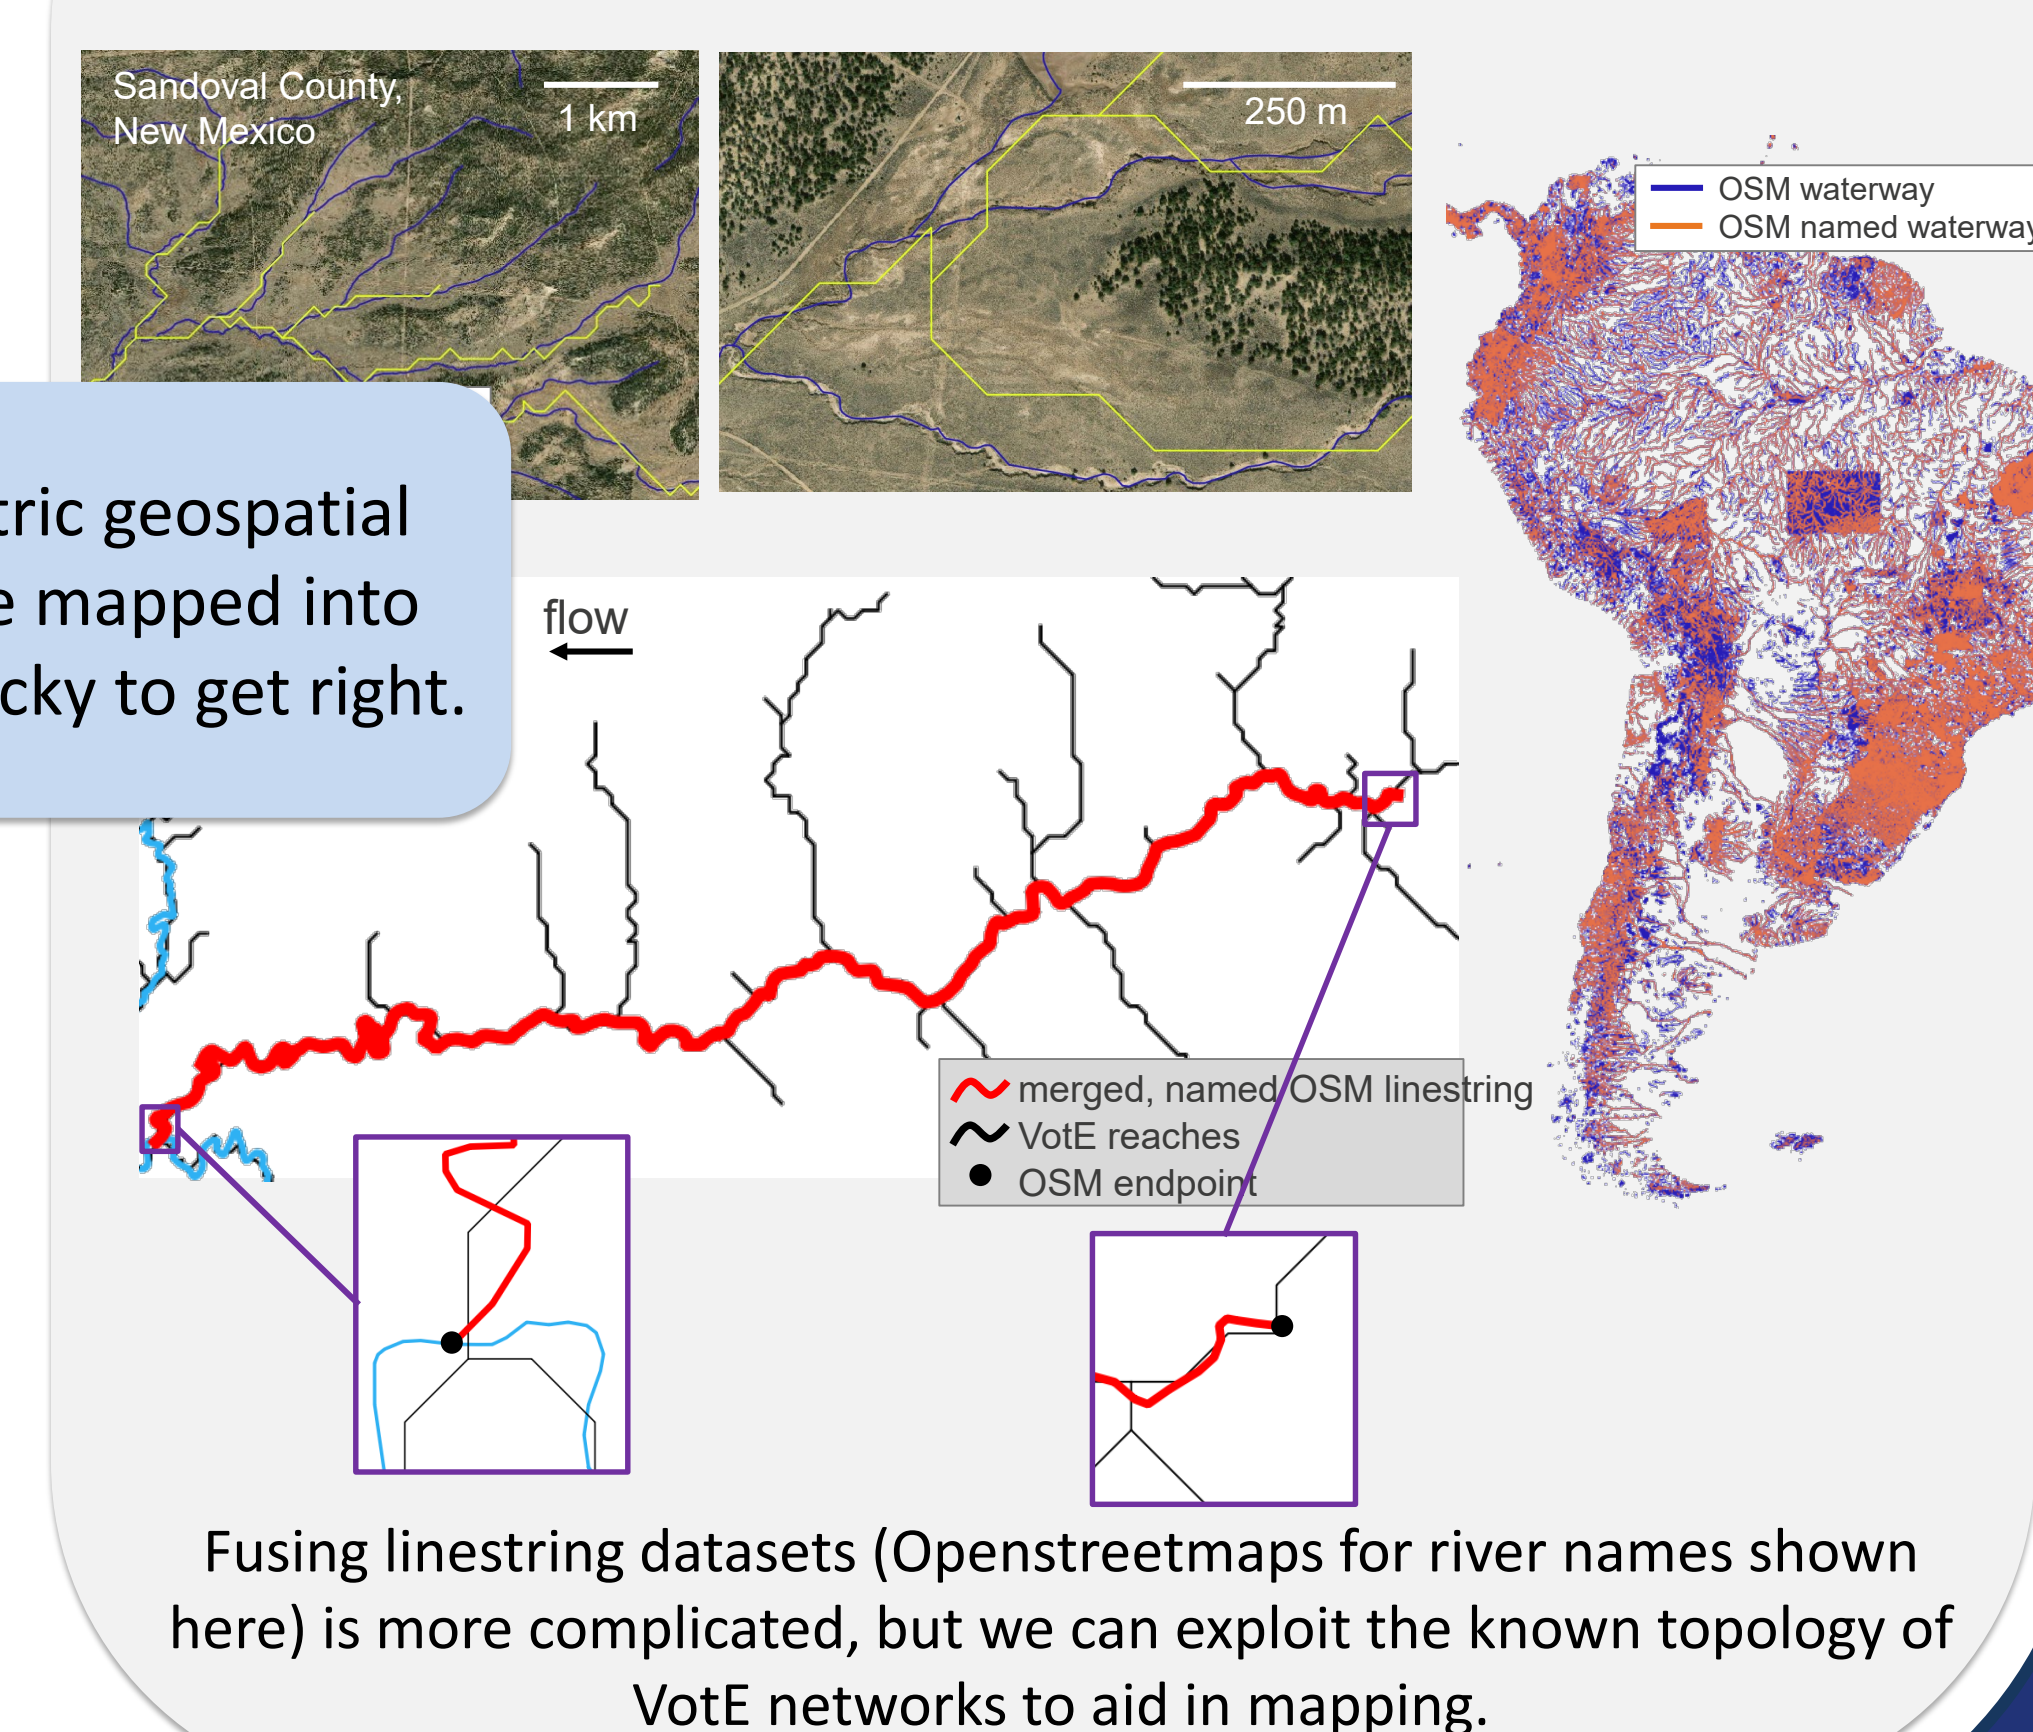 Sandoval County,
New Mexico
1 km
250 m
OSM waterway
OSM named waterway
tric geospatial
e mapped into
cky to get right.
flow
merged, named OSM linestring
VotE reaches
OSM endpoint
Fusing linestring datasets (Openstreetmaps for river names shown
here) is more complicated, but we can exploit the known topology of
VotE networks to aid in mapping.